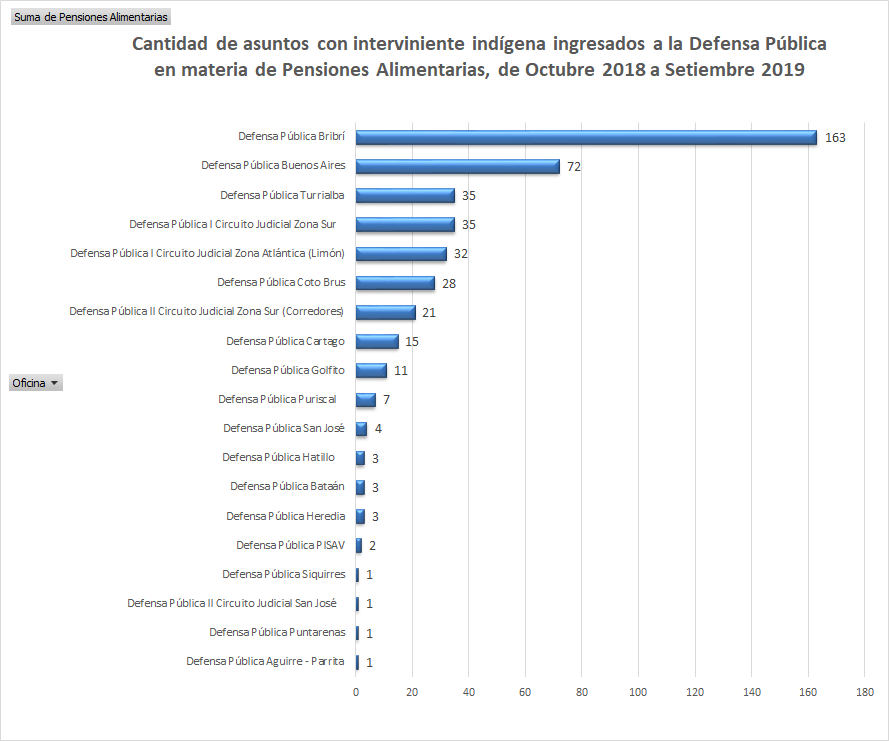 Suma de Pensiones Alimentarias
Cantidad de asuntos con interviniente indígena ingresados a la Defensa Pública
en materia de Pensiones Alimentarias, de Octubre 2018 a Setiembre 2019
Defensa Pública Bribrí 163
Defensa Pública Buenos Aires 72
Defensa Pública Turrialba 35
Defensa Pública I Circuito Judicial Zona Sur 35
Defensa Pública I Circuito Judicial Zona Atlántica (Limón) 32
Defensa Pública Coto Brus 28
Defensa Pública II Circuito Judicial Zona Sur (Corredores) 21
Defensa Pública Cartago 15
Defensa Pública Golfito 11
Oficina
Defensa Pública Puriscal 7
Defensa Pública San José 4
Defensa Pública Hatillo 3
Defensa Pública Bataán 3
Defensa Pública Heredia 3
Defensa Pública PISAV 2
Defensa Pública Siquirres 1
Defensa Pública II Circuito Judicial San José 1
Defensa Pública Puntarenas 1
Defensa Pública Aguirre - Parrita 1
0 20 40 60 80 100 120 140 160 180